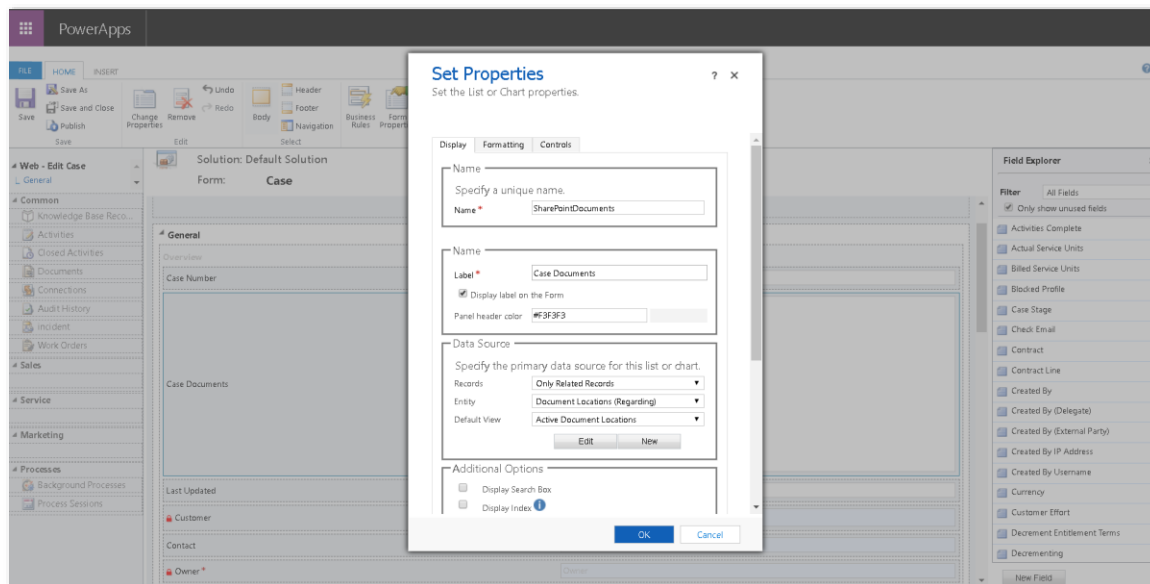 PowerApps
FILE
HOME
INSERT
Save
Save As
Save and Close
Publish
Save
Change Properties
Remove
Undo
Redo
Edit
Body
Header
Footer
Navigation
Select
Business Rules
Form
Web - Edit Case
General
Common
Knowledge Base Reco...
Activities
Closed Activities
Documents
Connections
Audit History
incident
Work Orders
Sales
Service
Marketing
Processes
Background Processes
Process Sessions
Solution: Default Solution
Form: Case
General
Overview
Case Number
Case Documents
Last Updated
Customer
Contact
Owner *
Owner
Set Properties
? ×
Set the List or Chart properties.
Display
Formatting
Controls
Name
Specify a unique name.
Name * SharePointDocuments
Name
Label * Case Documents
Display label on the Form
Panel header color #F3F3F3
Data Source
Specify the primary data source for this list or chart.
Records Only Related Records
Entity Document Locations (Regarding)
Default View Active Document Locations
Edit New
Additional Options
Display Search Box
Display Index
OK Cancel
Field Explorer
Filter All Fields
Only show unused fields
Activities Complete
Actual Service Units
Billed Service Units
Blocked Profile
Case Stage
Check Email
Contract
Contract Line
Created By
Created By (Delegate)
Created By (External Party)
Created By IP Address
Created By Username
Currency
Customer Effort
Decrement Entitlement Terms
Decrementing
New Field